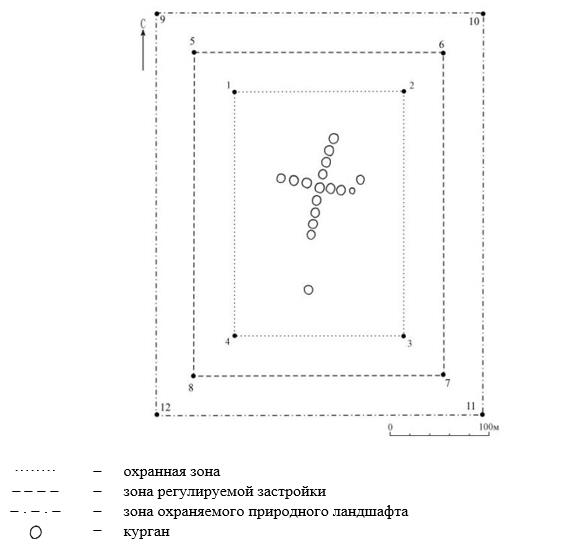 9 10
С
5 6
1 2
4 3
8 7
12 11
0 100м
охранная зона
– зона регулируемой застройки
– зона охраняемого природного ландшафта
– курган